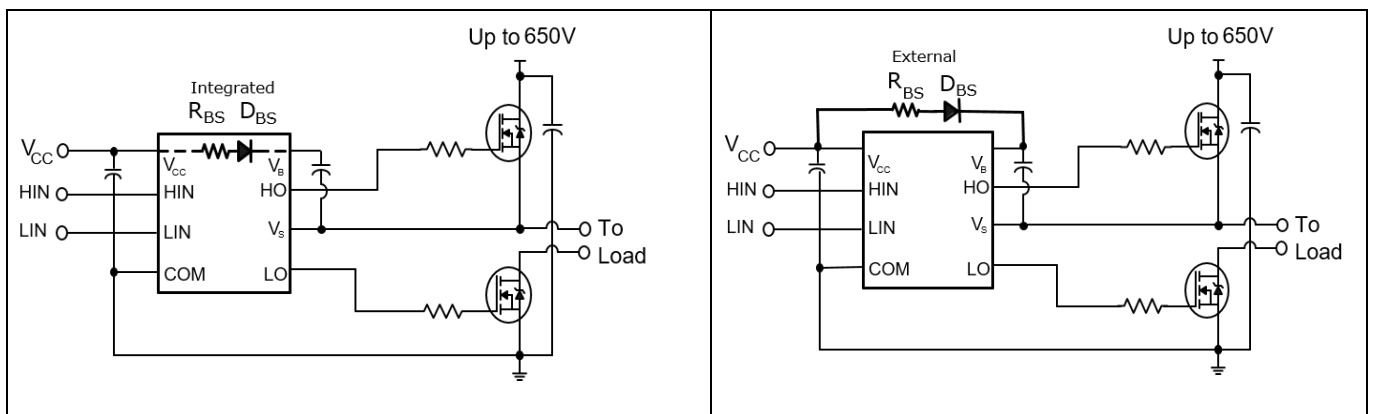 Up to 650V
Integrated
RBS DBS
VCC
VCC
VB
HIN
HIN
HO
LIN
LIN
VS
To
Load
COM
LO
Up to 650V
External
RBS DBS
VCC
VCC
VB
HIN
HIN
HO
LIN
LIN
VS
To
Load
COM
LO